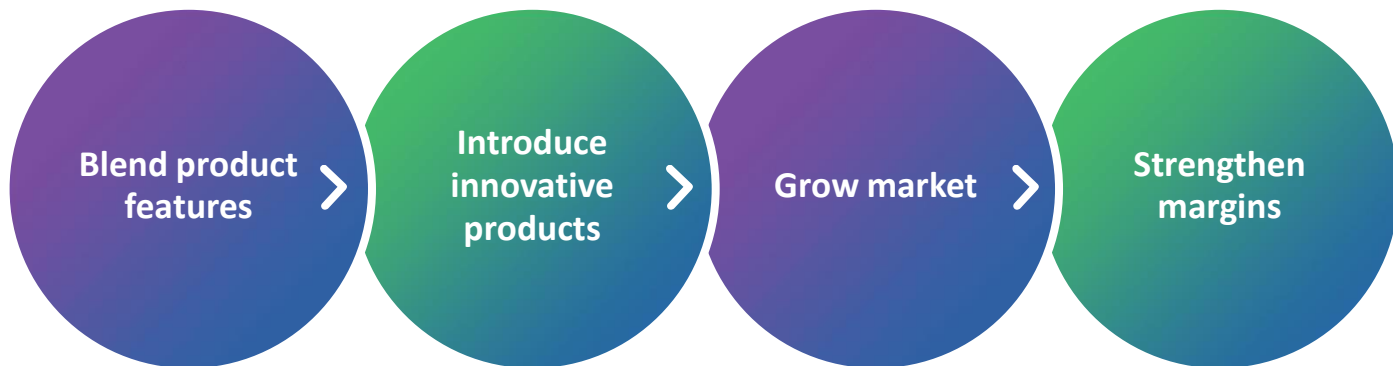 Blend product
features
Introduce
innovative
products
Grow market
Strengthen
margins